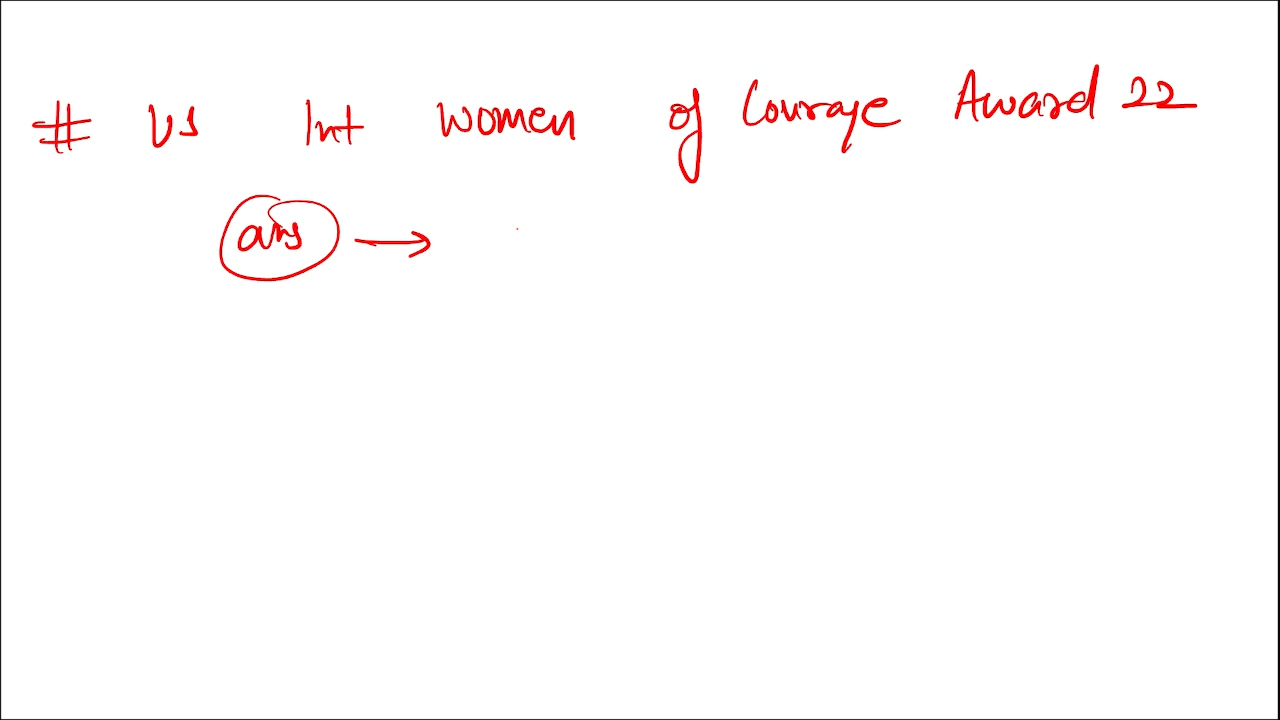 # US Int women of Courage Award 22
ans →